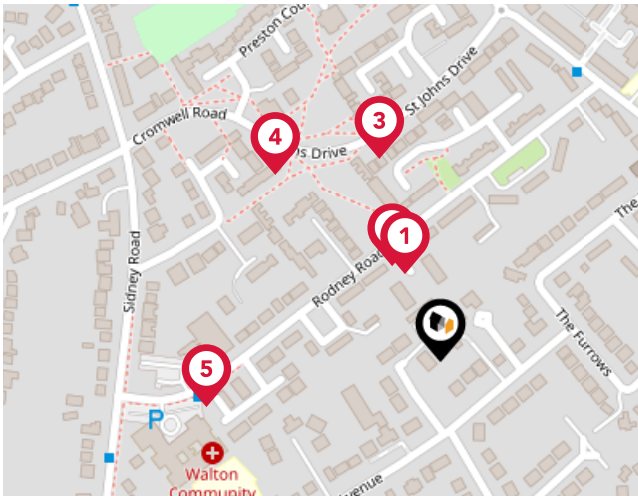 Preston Cou
St Johns Drive
Cromwell Road
4
3
ns Drive
The
1
Rodney Road
Sidney Road
The Furrows
5
P
Walton
Community
venue